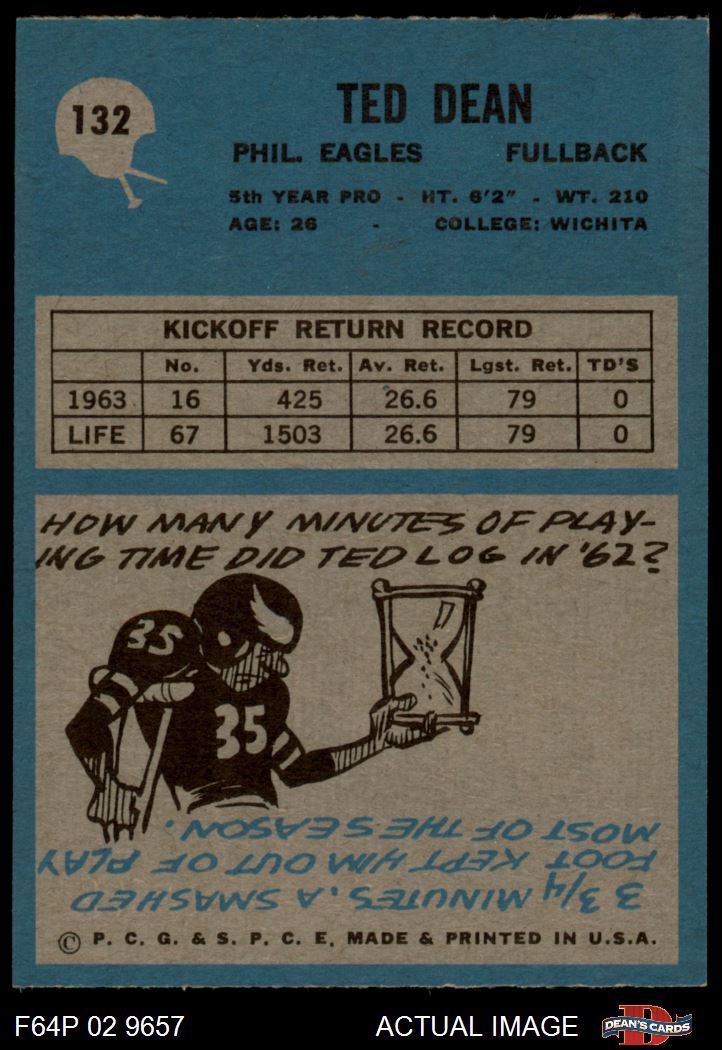 132
TED DEAN
PHIL. EAGLES FULLBACK
5th YEAR PRO - HT. 6'2" - WT. 210
AGE: 26 - COLLEGE: WICHITA
KICKOFF RETURN RECORD
No. Yds. Ret. Av. Ret. Lgst. Ret. TD'S
1963 16 425 26.6 79 0
LIFE 67 1503 26.6 79 0
HOW MANY MINUTES OF PLAY-
ING TIME DID TED LOG IN '62?
35
35
3 3/4 MINUTES. A SMASHED
FOOT KEPT HIM OUT OF PLAY
MOST OF THE SEASON.
© P. C. G. & S. P. C. E. MADE & PRINTED IN U.S.A.
F64P 02 9657 ACTUAL IMAGE D DEAN'S CARDS